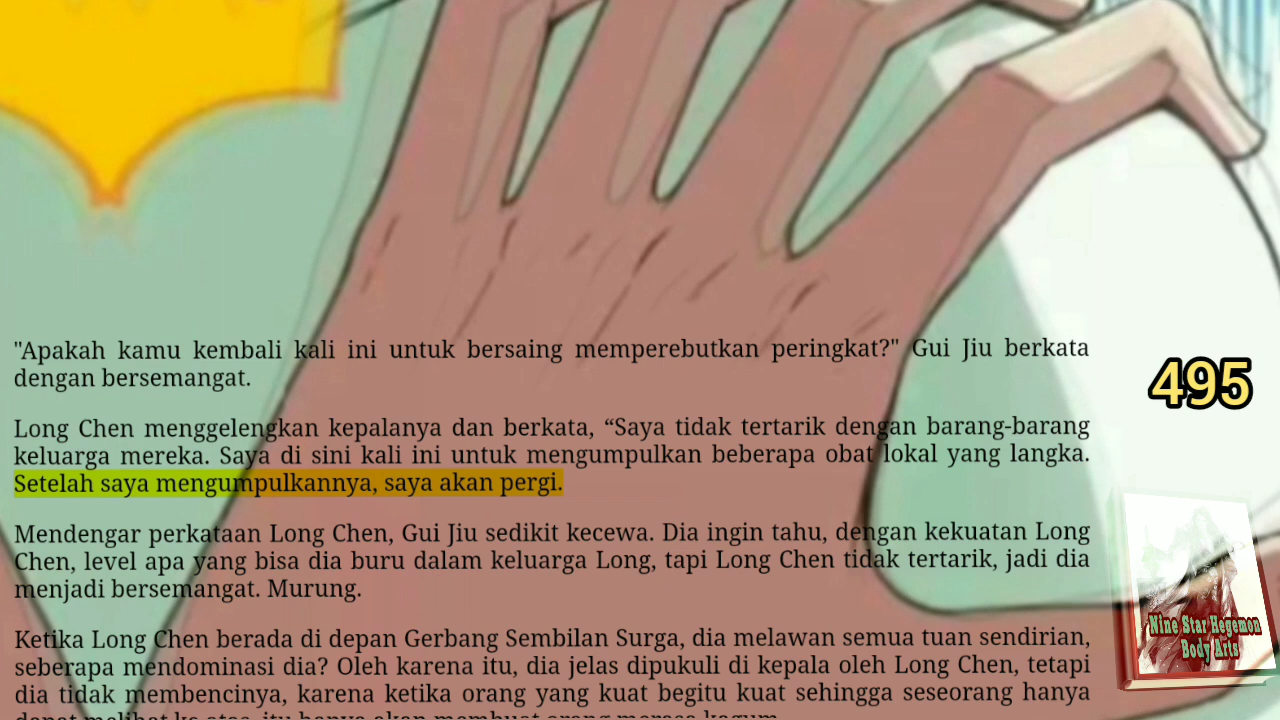 "Apakah kamu kembali kali ini untuk bersaing memperebutkan peringkat?" Gui Jiu berkata
dengan bersemangat.
Long Chen menggelengkan kepalanya dan berkata, “Saya tidak tertarik dengan barang-barang
keluarga mereka. Saya di sini kali ini untuk mengumpulkan beberapa obat lokal yang langka.
Setelah saya mengumpulkannya, saya akan pergi.
Mendengar perkataan Long Chen, Gui Jiu sedikit kecewa. Dia ingin tahu, dengan kekuatan Long
Chen, level apa yang bisa dia buru dalam keluarga Long, tapi Long Chen tidak tertarik, jadi dia
menjadi bersemangat. Murung.
Ketika Long Chen berada di depan Gerbang Sembilan Surga, dia melawan semua tuan sendirian,
seberapa mendominasi dia? Oleh karena itu, dia jelas dipukuli di kepala oleh Long Chen, tetapi
dia tidak membencinya, karena ketika orang yang kuat begitu kuat sehingga seseorang hanya
495
Nine Star Hegemon
Body Arts